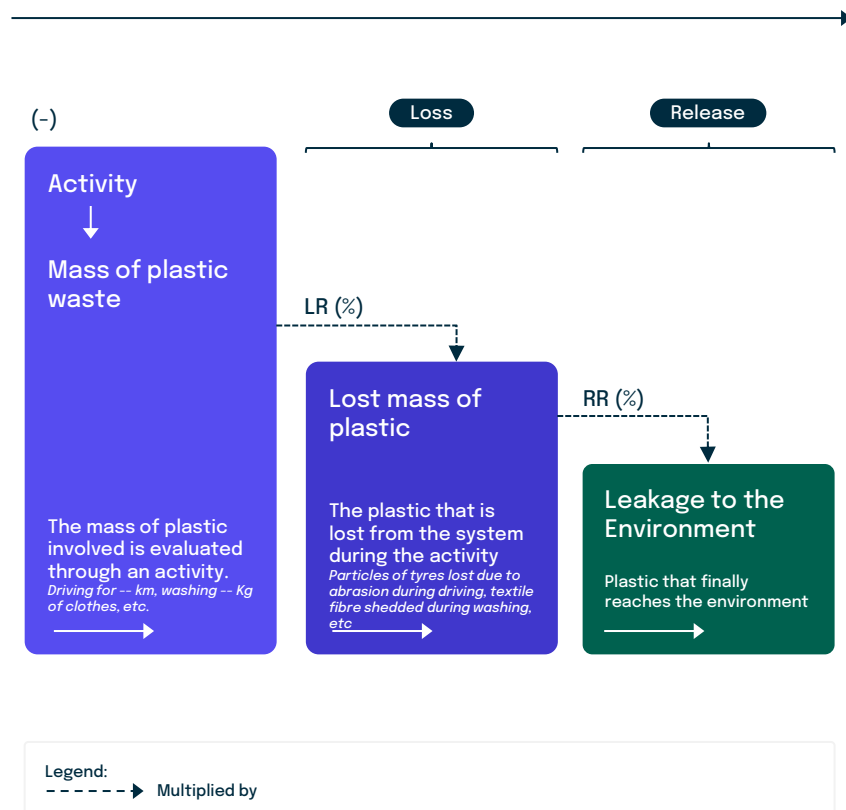 (-)
Loss
Release
Activity
Mass of plastic
waste
LR (%)
Lost mass of
plastic
RR (%)
Leakage to the
Environment
The mass of plastic
involved is evaluated
through an activity.
Driving for -- km, washing -- Kg
of clothes, etc.
The plastic that is
lost from the system
during the activity
Particles of tyres lost due to
abrasion during driving, textile
fibre shedded during washing,
etc
Plastic that finally
reaches the environment
Legend:
Multiplied by